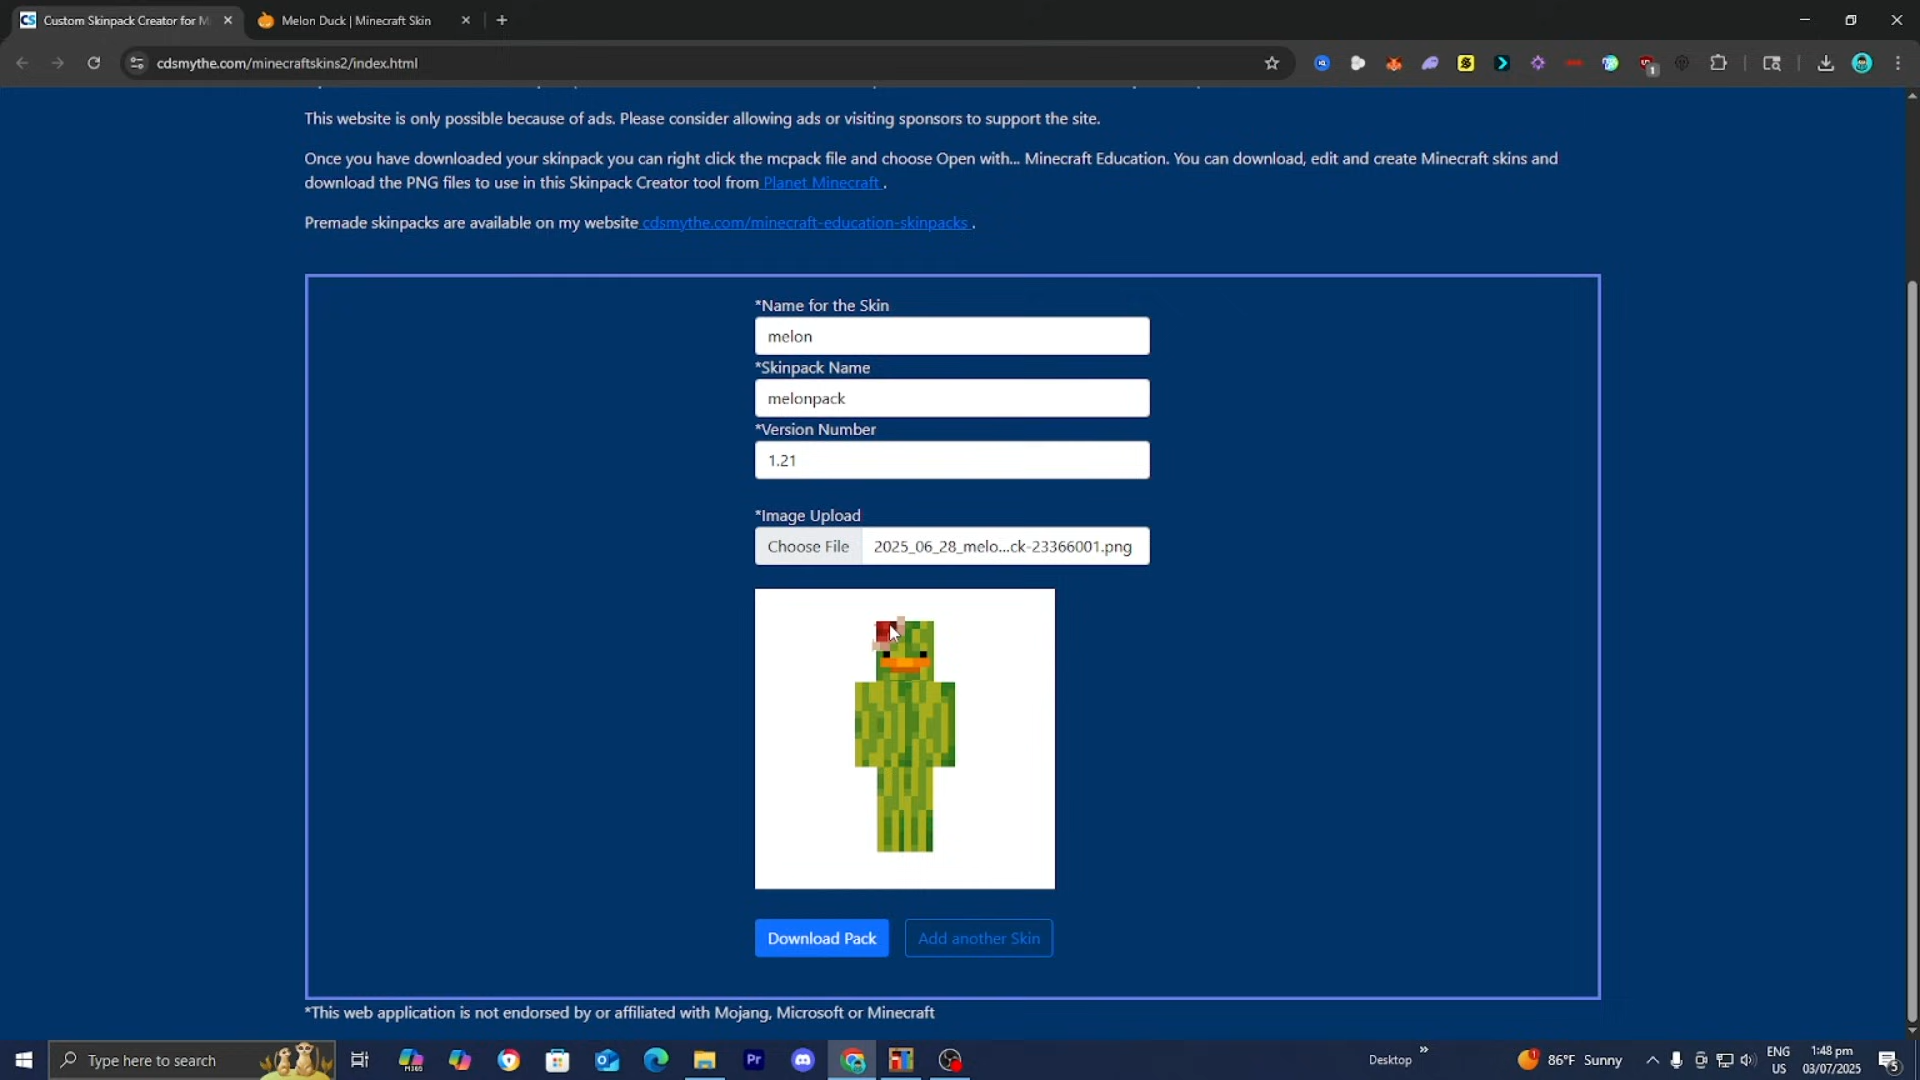 Custom Skinpack Creator for M
Melon Duck | Minecraft Skin
cdsmythe.com/minecraftskins2/index.html
This website is only possible because of ads. Please consider allowing ads or visiting sponsors to support the site.
Once you have downloaded your skinpack you can right click the mcpack file and choose Open with... Minecraft Education. You can download, edit and create Minecraft skins and
download the PNG files to use in this Skinpack Creator tool from Planet Minecraft .
Premade skinpacks are available on my website cdsmythe.com/minecraft-education-skinpacks .
*Name for the Skin
melon
*Skinpack Name
melonpack
*Version Number
1.21
*Image Upload
Choose File 2025_06_28_melo...ck-23366001.png
Download Pack Add another Skin
*This web application is not endorsed by or affiliated with Mojang, Microsoft or Minecraft
Type here to search
Desktop
86°F Sunny
ENG
US
1:48 pm
03/07/2025